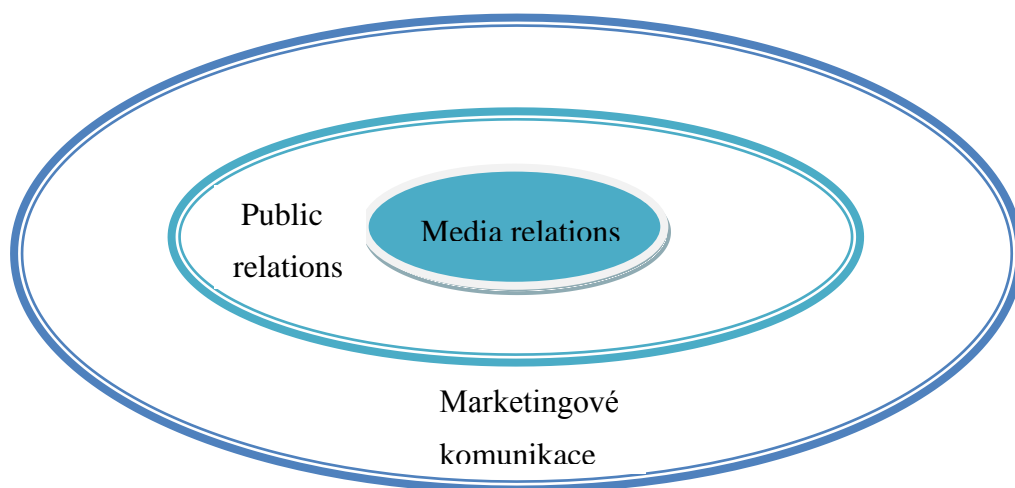 Public
relations
Media relations
Marketingové
komunikace